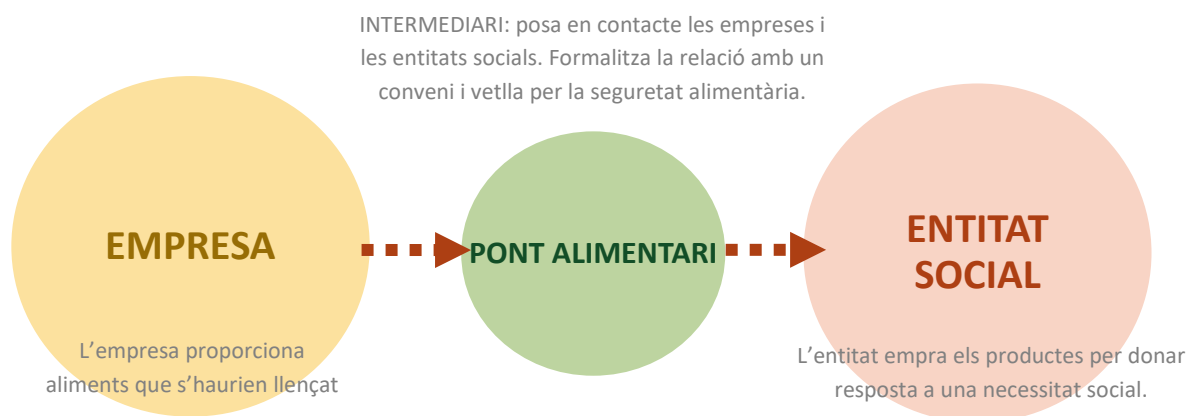 INTERMEDIARI: posa en contacte les empreses i
les entitats socials. Formalitza la relació amb un
conveni i vetlla per la seguretat alimentària.
EMPRESA
PONT ALIMENTARI
ENTITAT
SOCIAL
L’empresa proporciona
aliments que s’haurien llençat
L’entitat empra els productes per donar
resposta a una necessitat social.